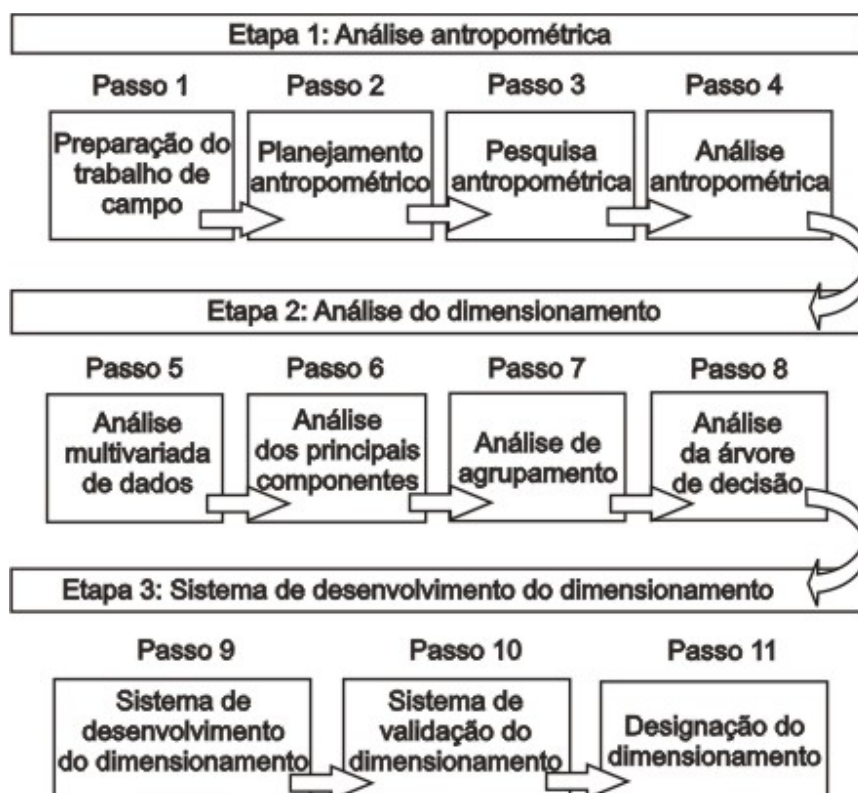 Etapa 1: Análise antropométrica
Passo 1
Passo 2
Passo 3
Passo 4
Preparação do
trabalho de
campo
Planejamento
antropométrico
Pesquisa
antropométrica
Análise
antropométrica
Etapa 2: Análise do dimensionamento
Passo 5
Passo 6
Passo 7
Passo 8
Análise
multivariada
de dados
Análise
dos principais
componentes
Análise de
agrupamento
Análise
da árvore
de decisão
Etapa 3: Sistema de desenvolvimento do dimensionamento
Passo 9
Passo 10
Passo 11
Sistema de
desenvolvimento
do dimensionamento
Sistema de
validação do
dimensionamento
Designação do
dimensionamento